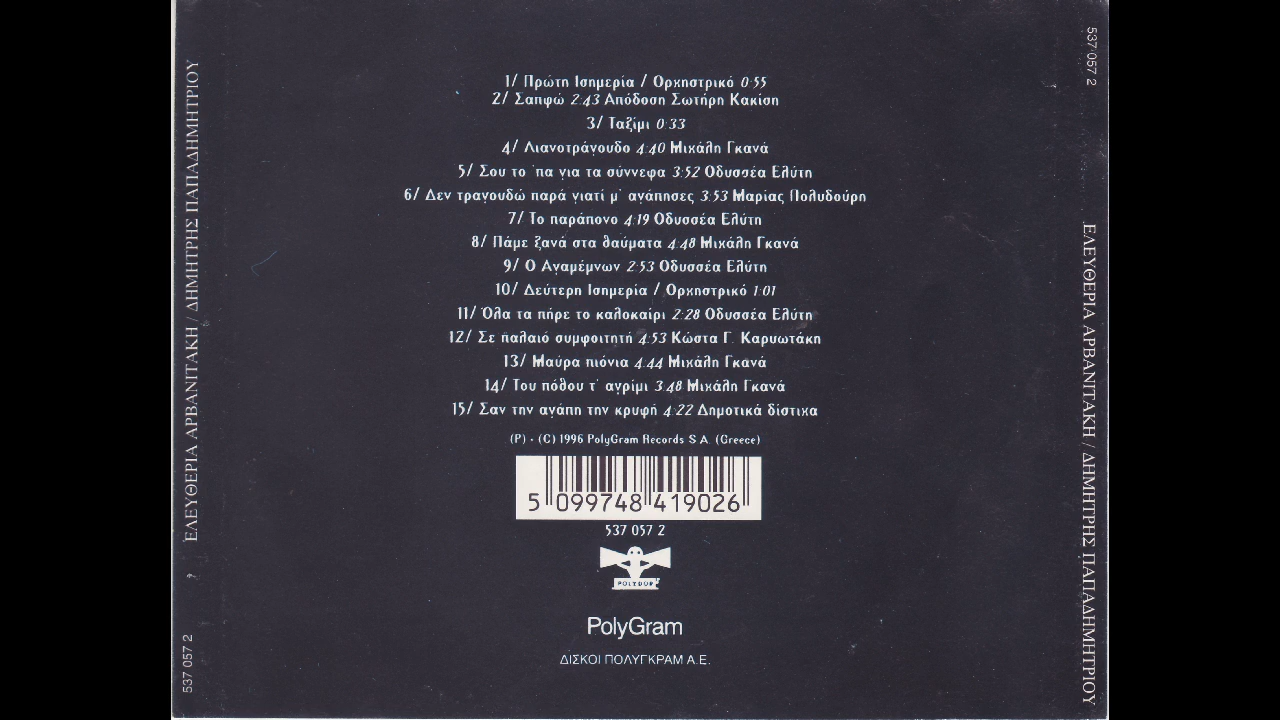 1/ Πρώτη Ισημερία / Ορχηστρικό 0:55
2/ Σαπφώ 2:43 Απόδοση Σωτήρη Κακίση
3/ Ταξίμι 0:33
4/ Λιανοτράγουδο 4:40 Μιχάλη Γκανά
5/ Σου το 'πα για τα σύννεφα 3:52 Οδυσσέα Ελύτη
6/ Δεν τραγουδώ παρά γιατί μ' αγάπησες 3:53 Μαρίας Πολυδούρη
7/ Το παράπονο 4:19 Οδυσσέα Ελύτη
8/ Πάμε ξανά στα θαύματα 4:48 Μιχάλη Γκανά
9/ Ο Αγαμέμνων 2:53 Οδυσσέα Ελύτη
10/ Δεύτερη Ισημερία / Ορχηστρικό 1:01
11/ Όλα τα πήρε το καλοκαίρι 2:28 Οδυσσέα Ελύτη
12/ Σε παλαιό συμφοιτητή 4:53 Κώστα Γ. Καρυωτάκη
13/ Μαύρα πιόνια 4:44 Μιχάλη Γκανά
14/ Του πόθου τ' αγρίμι 3:48 Μιχάλη Γκανά
15/ Σαν την αγάπη την κρυφή 4:22 Δημοτικά δίστιχα
(P) - (C) 1996 PolyGram Records S.A. (Greece)
5 099748 419026
537 057 2
POLYDOR
PolyGram
ΔΙΣΚΟΙ ΠΟΛΥΓΚΡΑΜ Α.Ε.
537 057 2
ΕΛΕΥΘΕΡΙΑ ΑΡΒΑΝΙΤΑΚΗ / ΔΗΜΗΤΡΗΣ ΠΑΠΑΔΗΜΗΤΡΙΟΥ
537 057 2
ΕΛΕΥΘΕΡΙΑ ΑΡΒΑΝΙΤΑΚΗ / ΔΗΜΗΤΡΗΣ ΠΑΠΑΔΗΜΗΤΡΙΟΥ